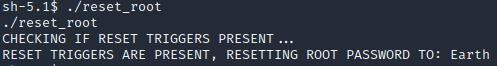 sh-5.1$ ./reset_root
./reset_root
CHECKING IF RESET TRIGGERS PRESENT...
RESET TRIGGERS ARE PRESENT, RESETTING ROOT PASSWORD TO: Earth